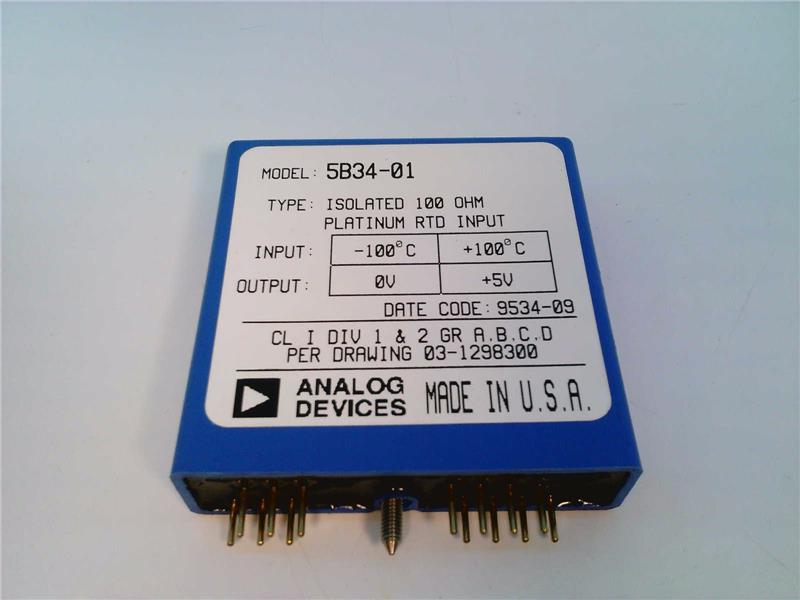 MODEL: 5B34-01
TYPE: ISOLATED 100 OHM
PLATINUM RTD INPUT
INPUT: -100°C +100°C
OUTPUT: 0V +5V
DATE CODE: 9534-09
CL I DIV 1 & 2 GR A.B.C.D
PER DRAWING 03-1298300
ANALOG
DEVICES
MADE IN U.S.A.